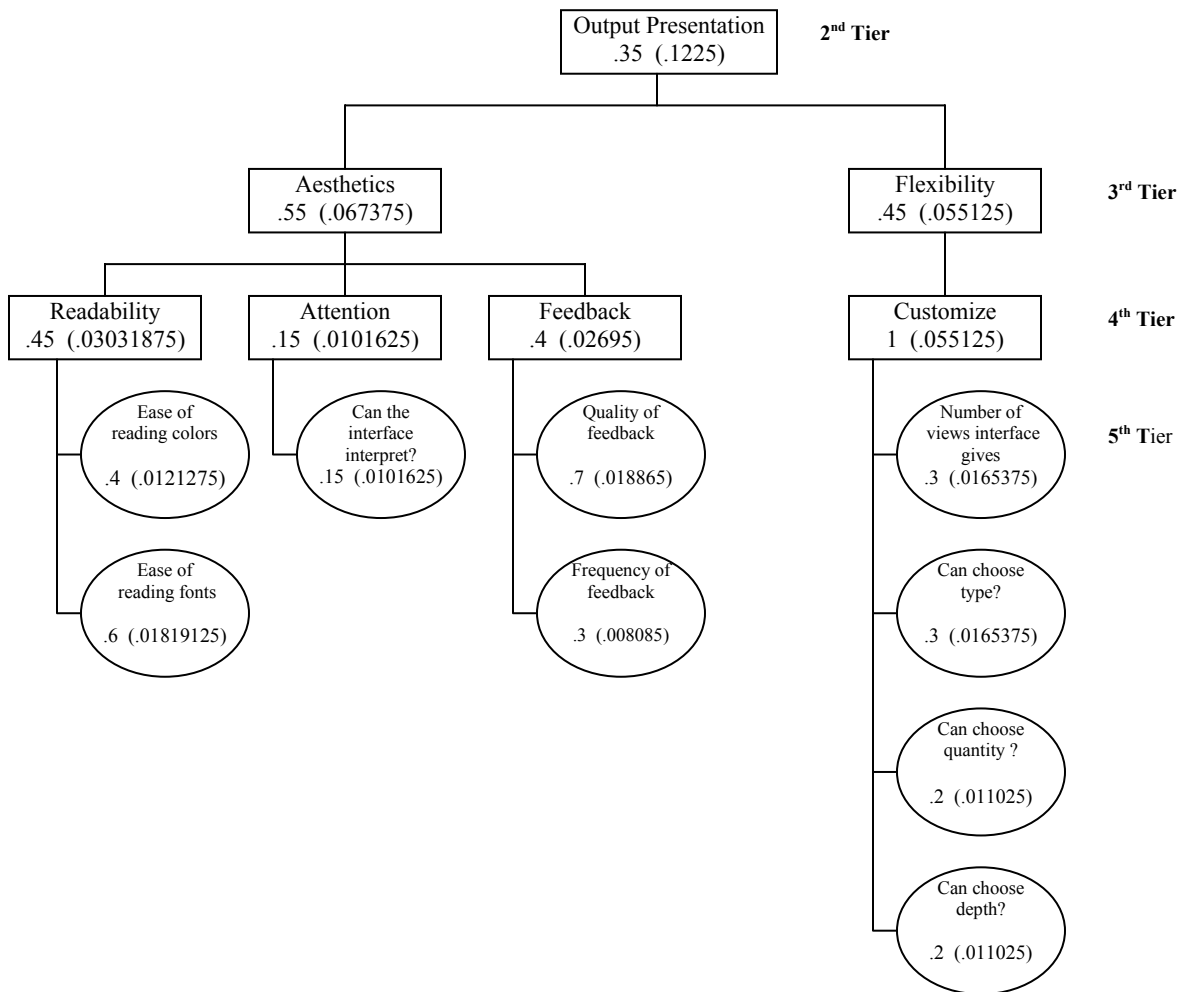 Output Presentation
.35 (.1225)
2nd Tier
Aesthetics
.55 (.067375)
Flexibility
.45 (.055125)
3rd Tier
Readability
.45 (.03031875)
Attention
.15 (.0101625)
Feedback
.4 (.02695)
Customize
1 (.055125)
4th Tier
Ease of
reading colors
.4 (.0121275)
Can the
interface
interpret?
.15 (.0101625)
Quality of
feedback
.7 (.018865)
Number of
views interface
gives
.3 (.0165375)
5th Tier
Ease of
reading fonts
.6 (.01819125)
Frequency of
feedback
.3 (.008085)
Can choose
type?
.3 (.0165375)
Can choose
quantity ?
.2 (.011025)
Can choose
depth?
.2 (.011025)